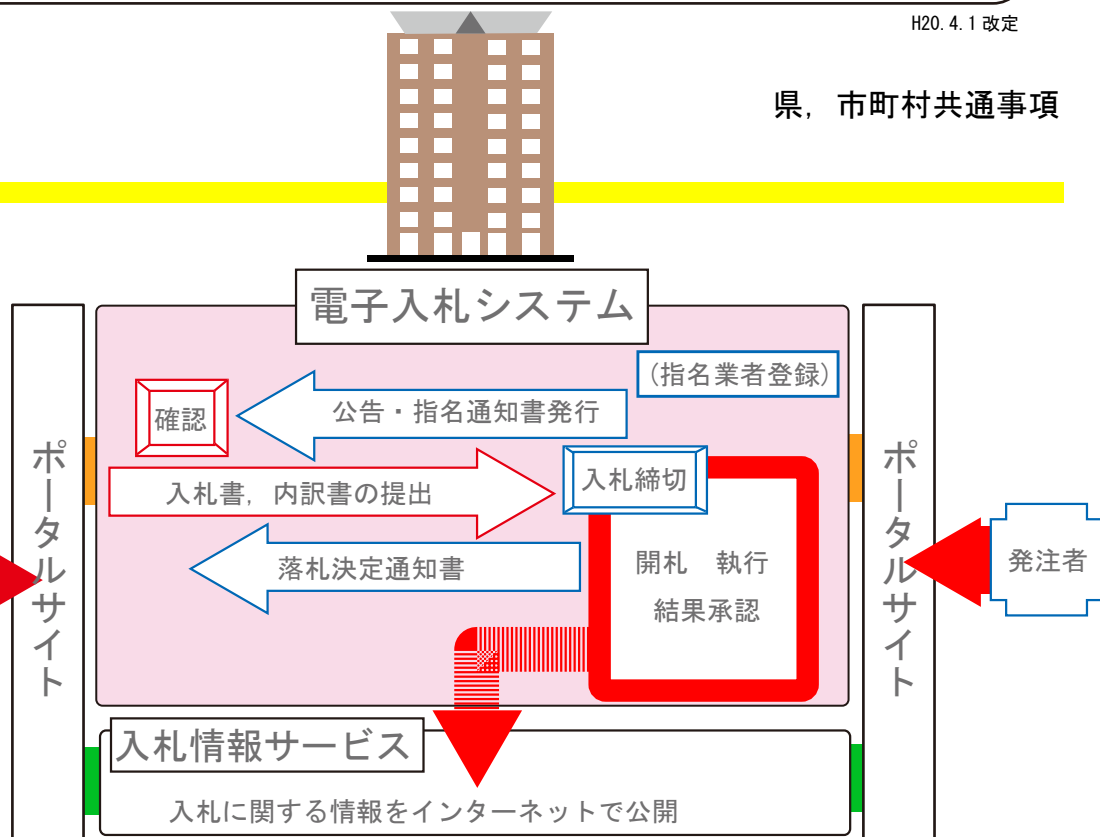 H20.4.1改定
県，市町村共通事項
電子入札システム
(指名業者登録)
公告・指名通知書発行
確認
入札書，内訳書の提出
入札締切
落札決定通知書
開札　執行
結果承認
ポータルサイト
ポータルサイト
発注者
入札情報サービス
入札に関する情報をインターネットで公開